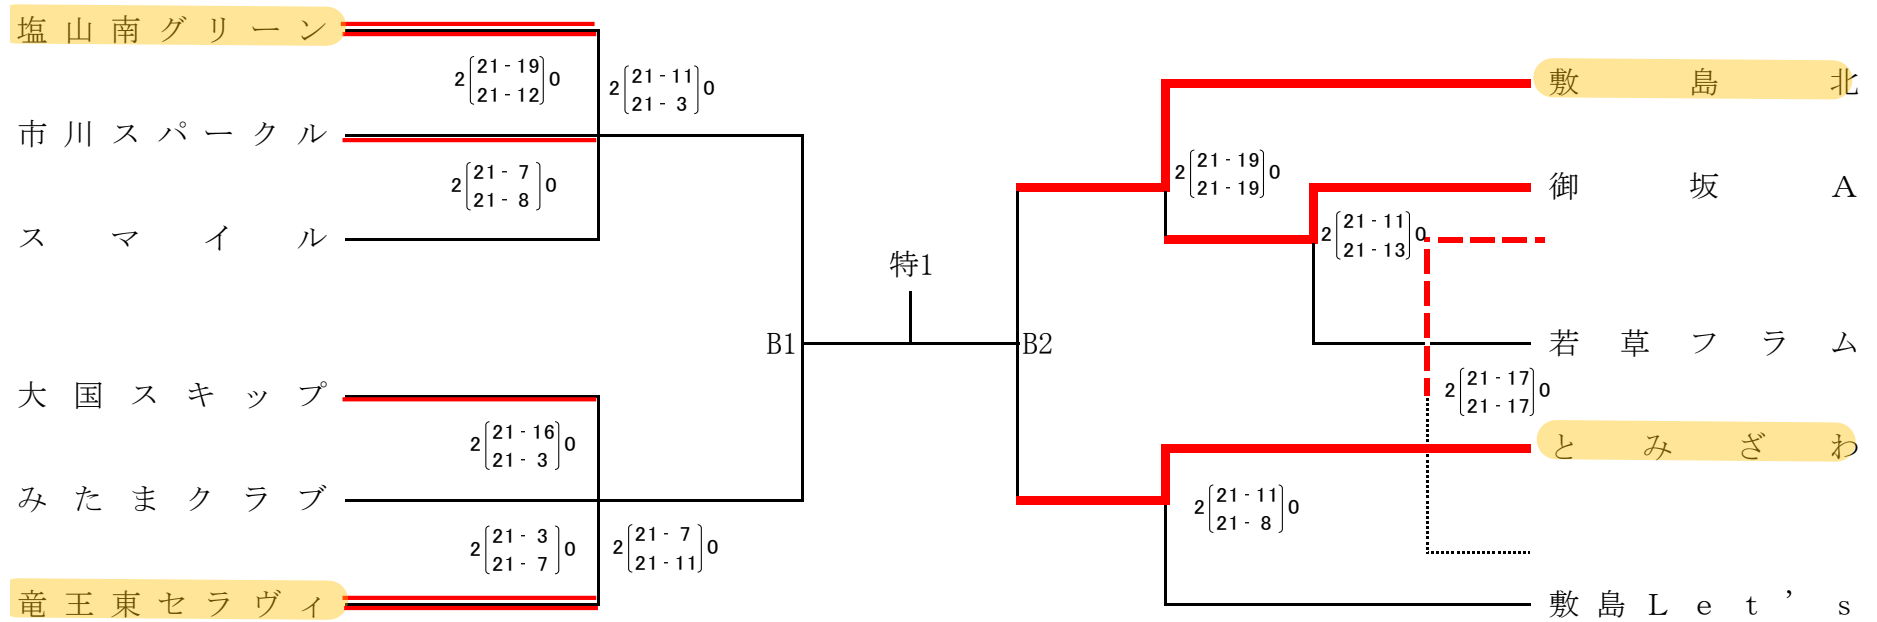 塩山南グリーン
2 21 - 19 0
21 - 12
2 21 - 11 0
21 - 3
市川スパークル
2 21 - 7 0
21 - 8
スマイル
大国スキップ
2 21 - 16 0
21 - 3
みたまクラブ
2 21 - 3 0
21 - 7
2 21 - 7 0
21 - 11
竜王東セラヴィ
B1
特1
B2
敷島北
2 21 - 19 0
21 - 19
御坂A
2 21 - 11 0
21 - 13
若草フラム
2 21 - 17 0
21 - 17
とみざわ
2 21 - 11 0
21 - 8
敷島Let's